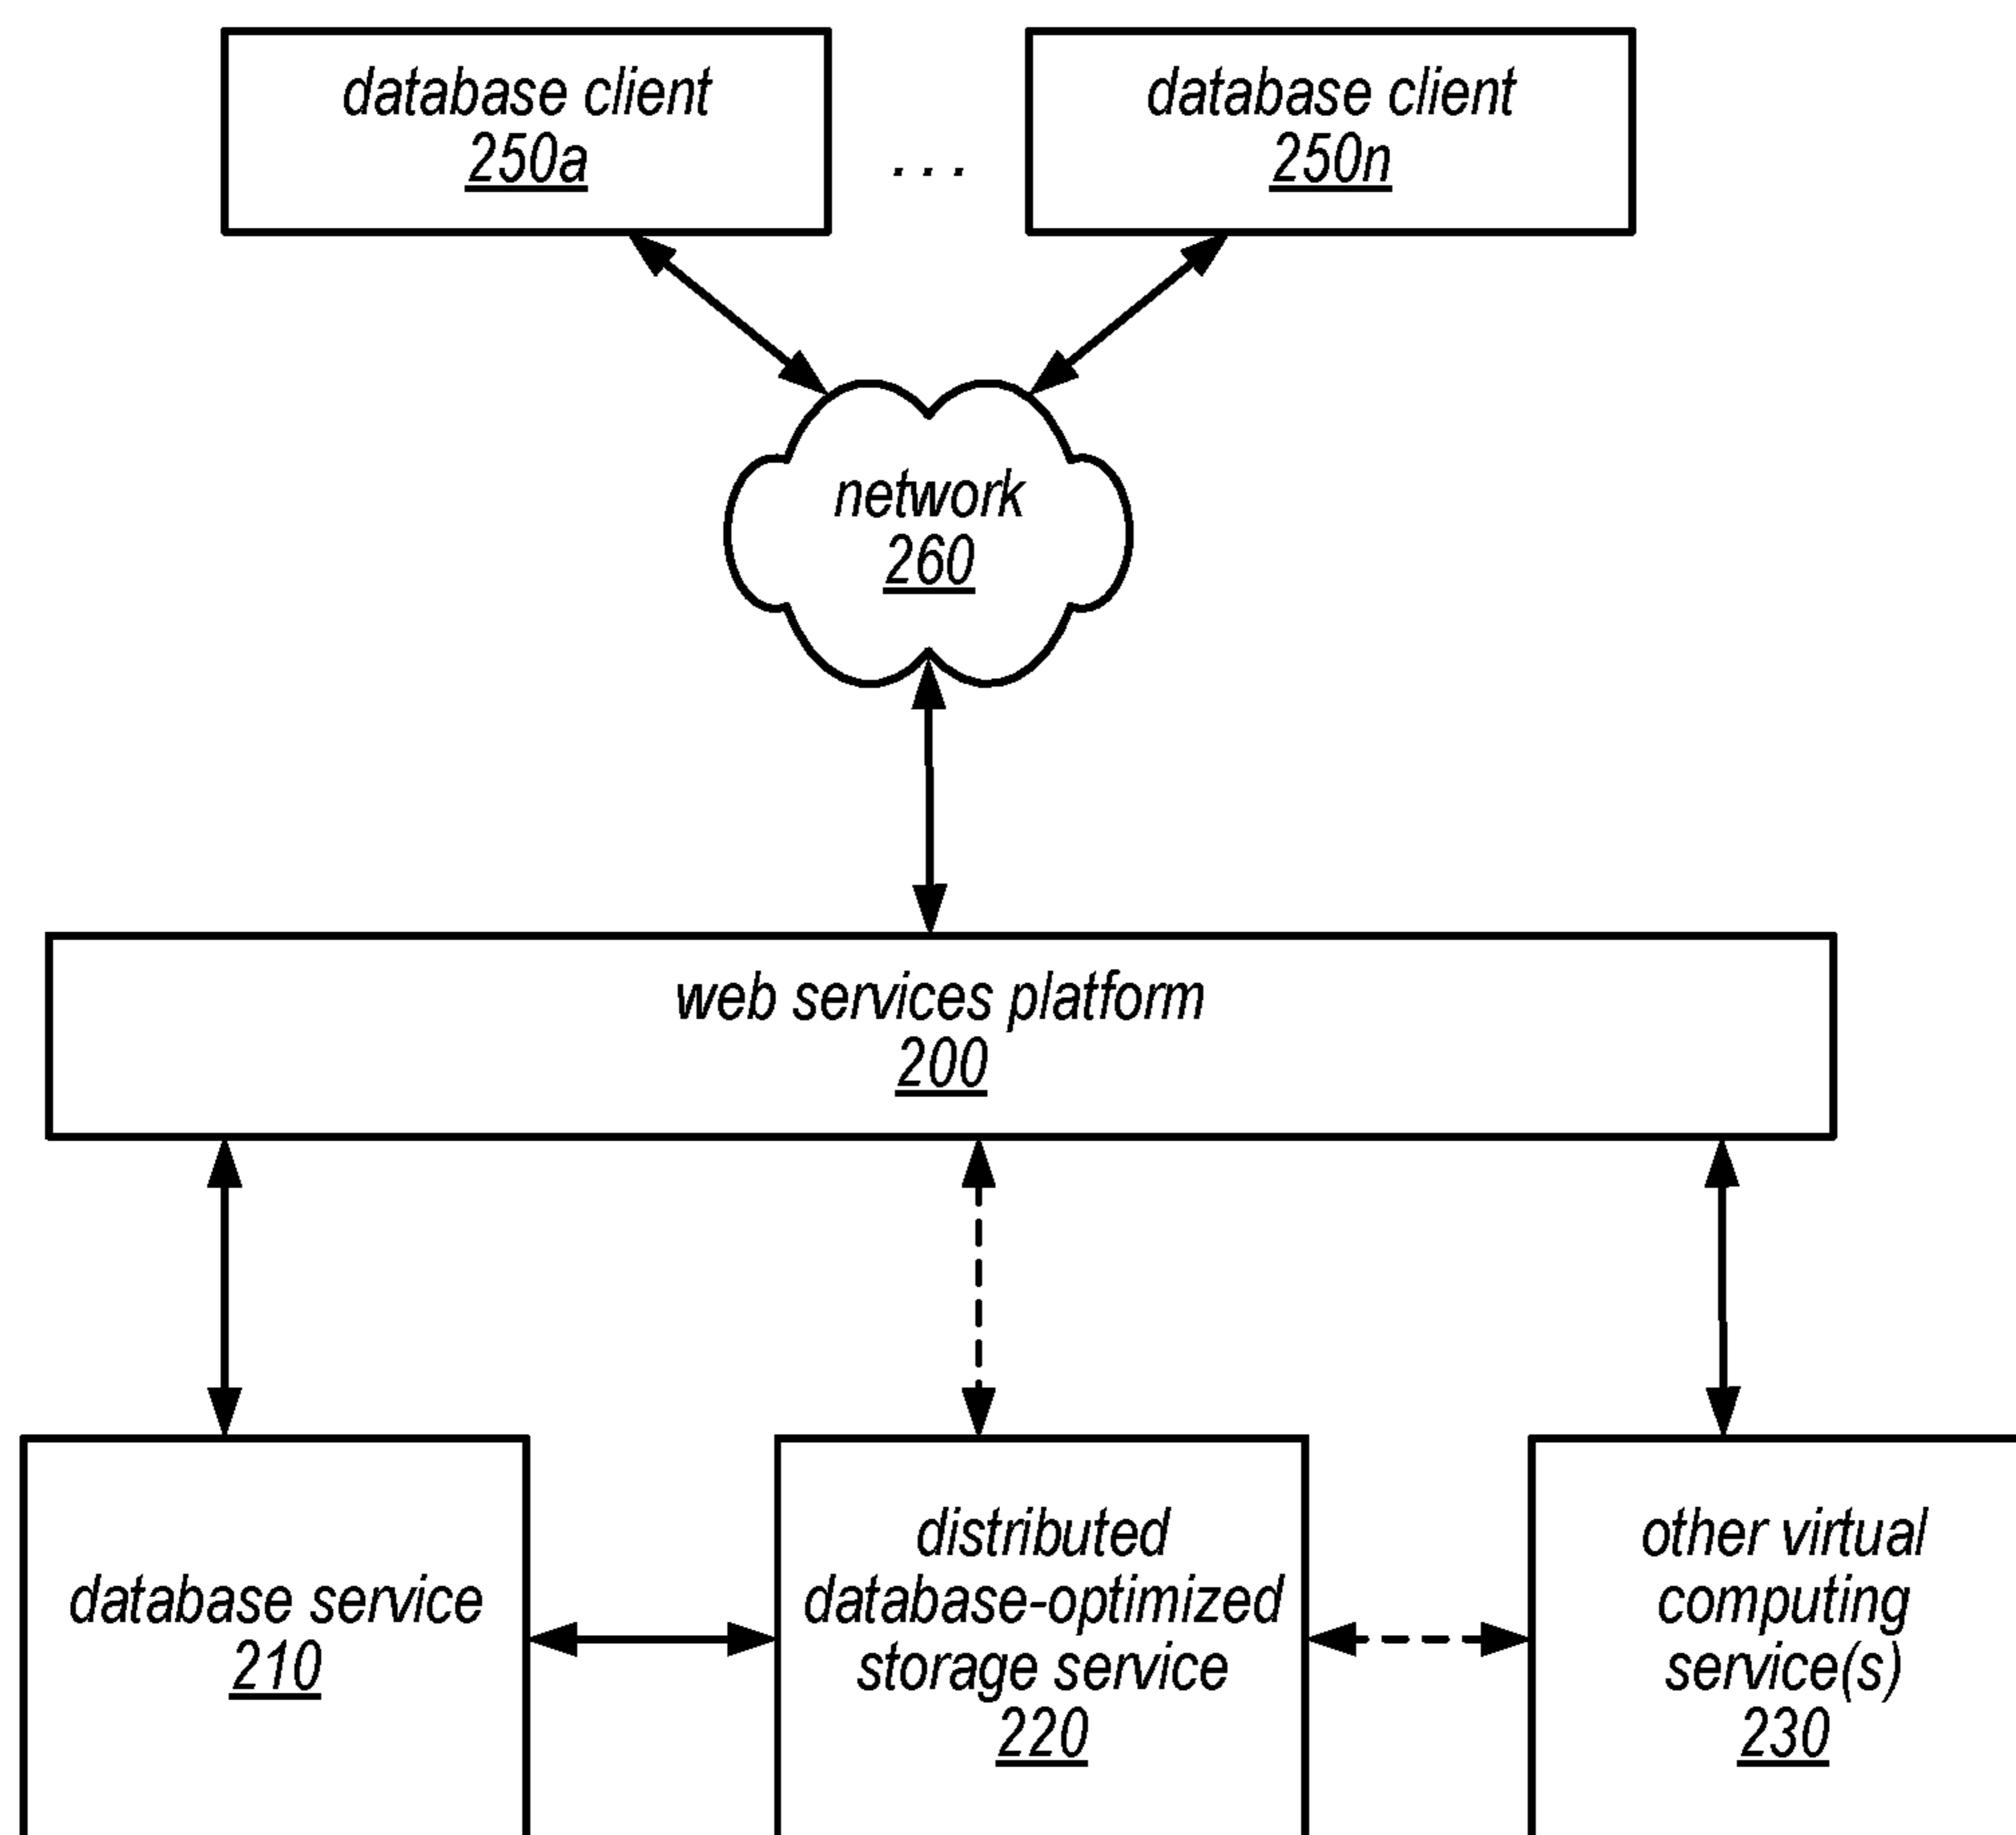 database client
250a
. . .
database client
250n
network
260
web services platform
200
database service
210
distributed
database-optimized
storage service
220
other virtual
computing
service(s)
230